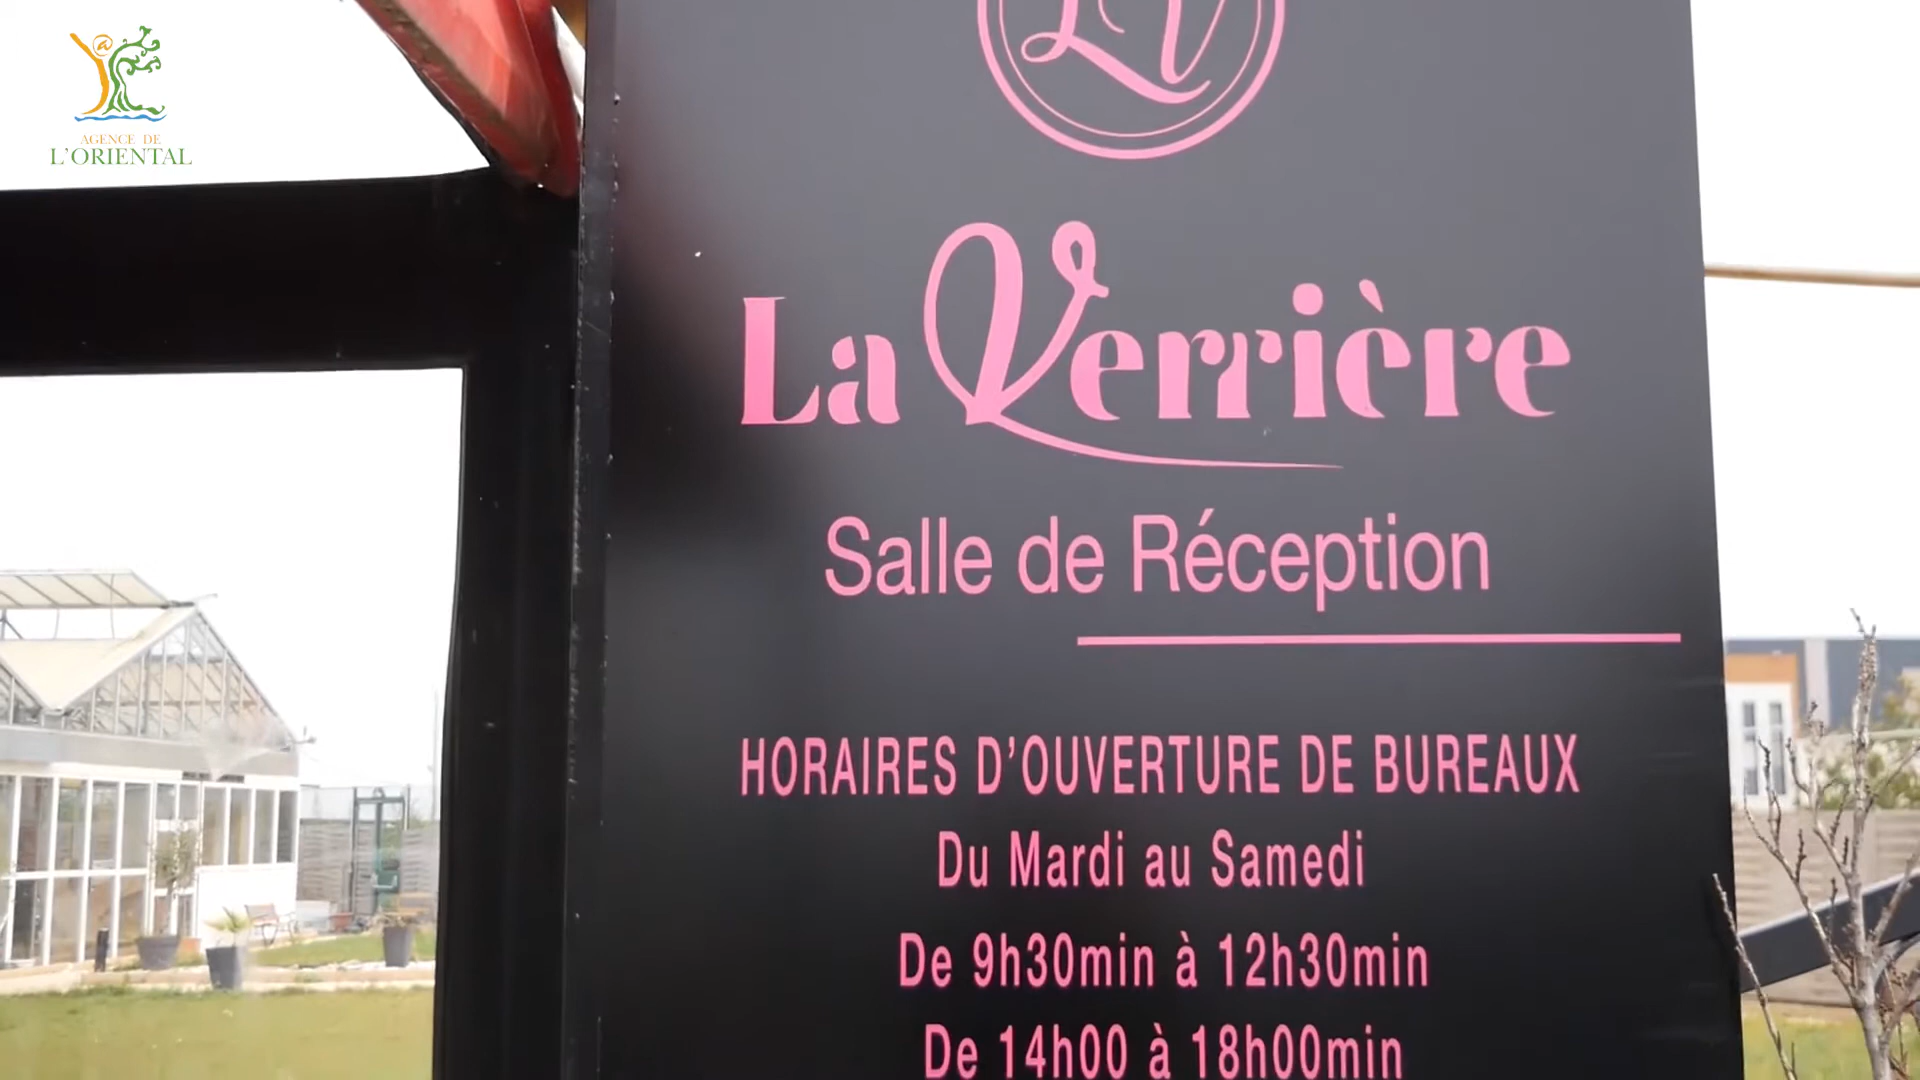 AGENCE DE
L'ORIENTAL
LV
La Verrière
Salle de Réception
HORAIRES D'OUVERTURE DE BUREAUX
Du Mardi au Samedi
De 9h30min à 12h30min
De 14h00 à 18h00min